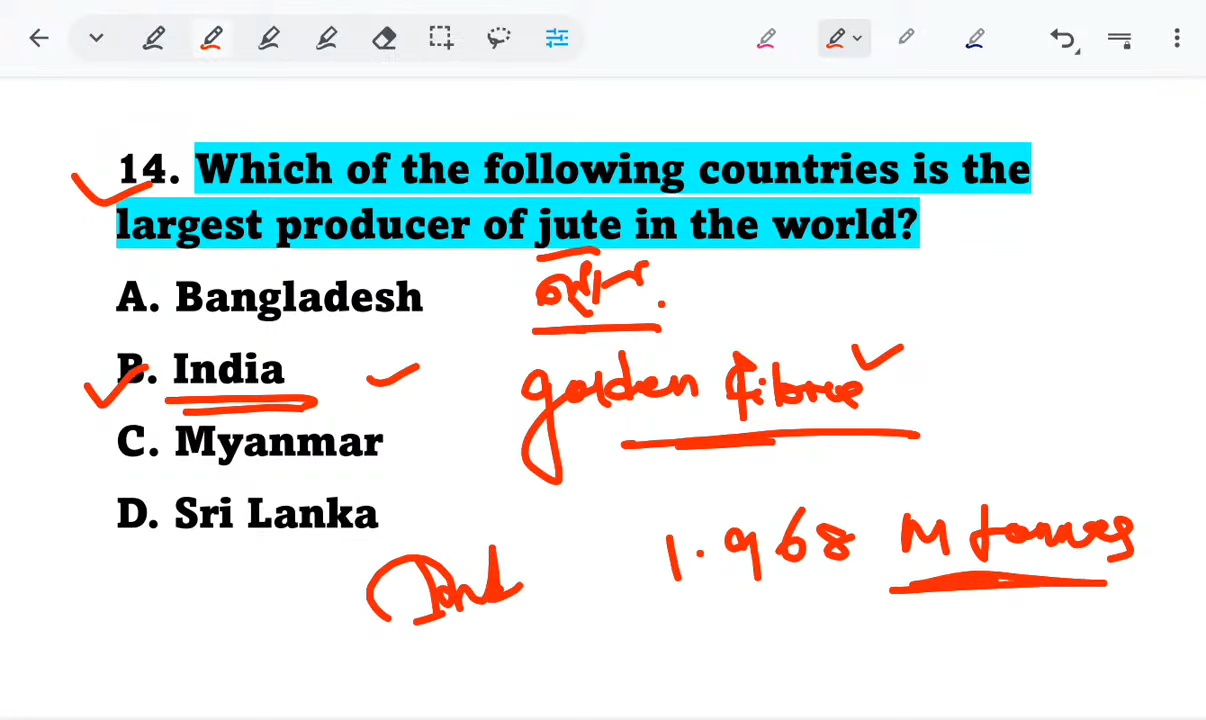 14. Which of the following countries is the
largest producer of jute in the world?
A. Bangladesh
B. India
C. Myanmar
D. Sri Lanka
golden fibre
1.968 M tonnes